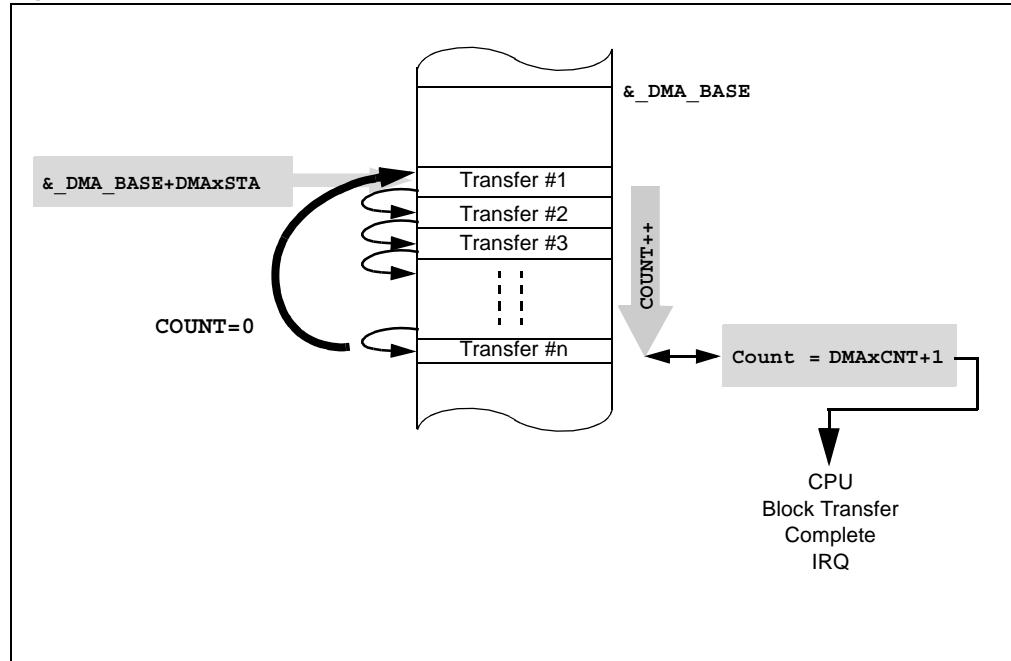 &_DMA_BASE
&_DMA_BASE+DMAxSTA
Transfer #1
Transfer #2
Transfer #3
COUNT++
COUNT=0
Transfer #n
Count = DMAxCNT+1
CPU
Block Transfer
Complete
IRQ